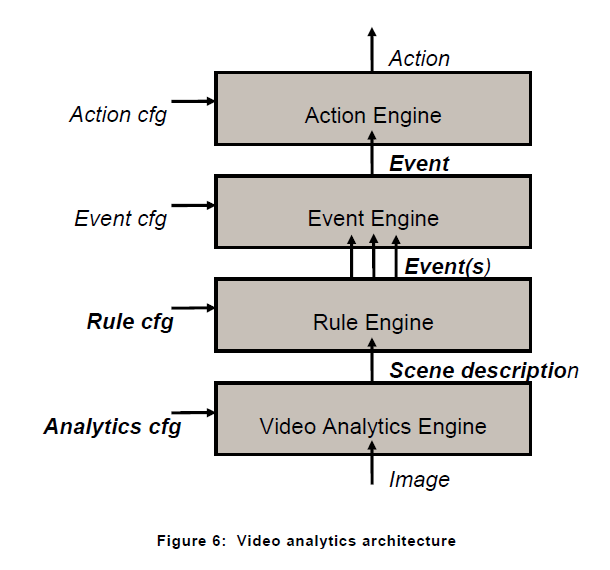 Action
Action cfg
Action Engine
Event
Event cfg
Event Engine
Event(s)
Rule cfg
Rule Engine
Scene description
Analytics cfg
Video Analytics Engine
Image
Figure 6: Video analytics architecture